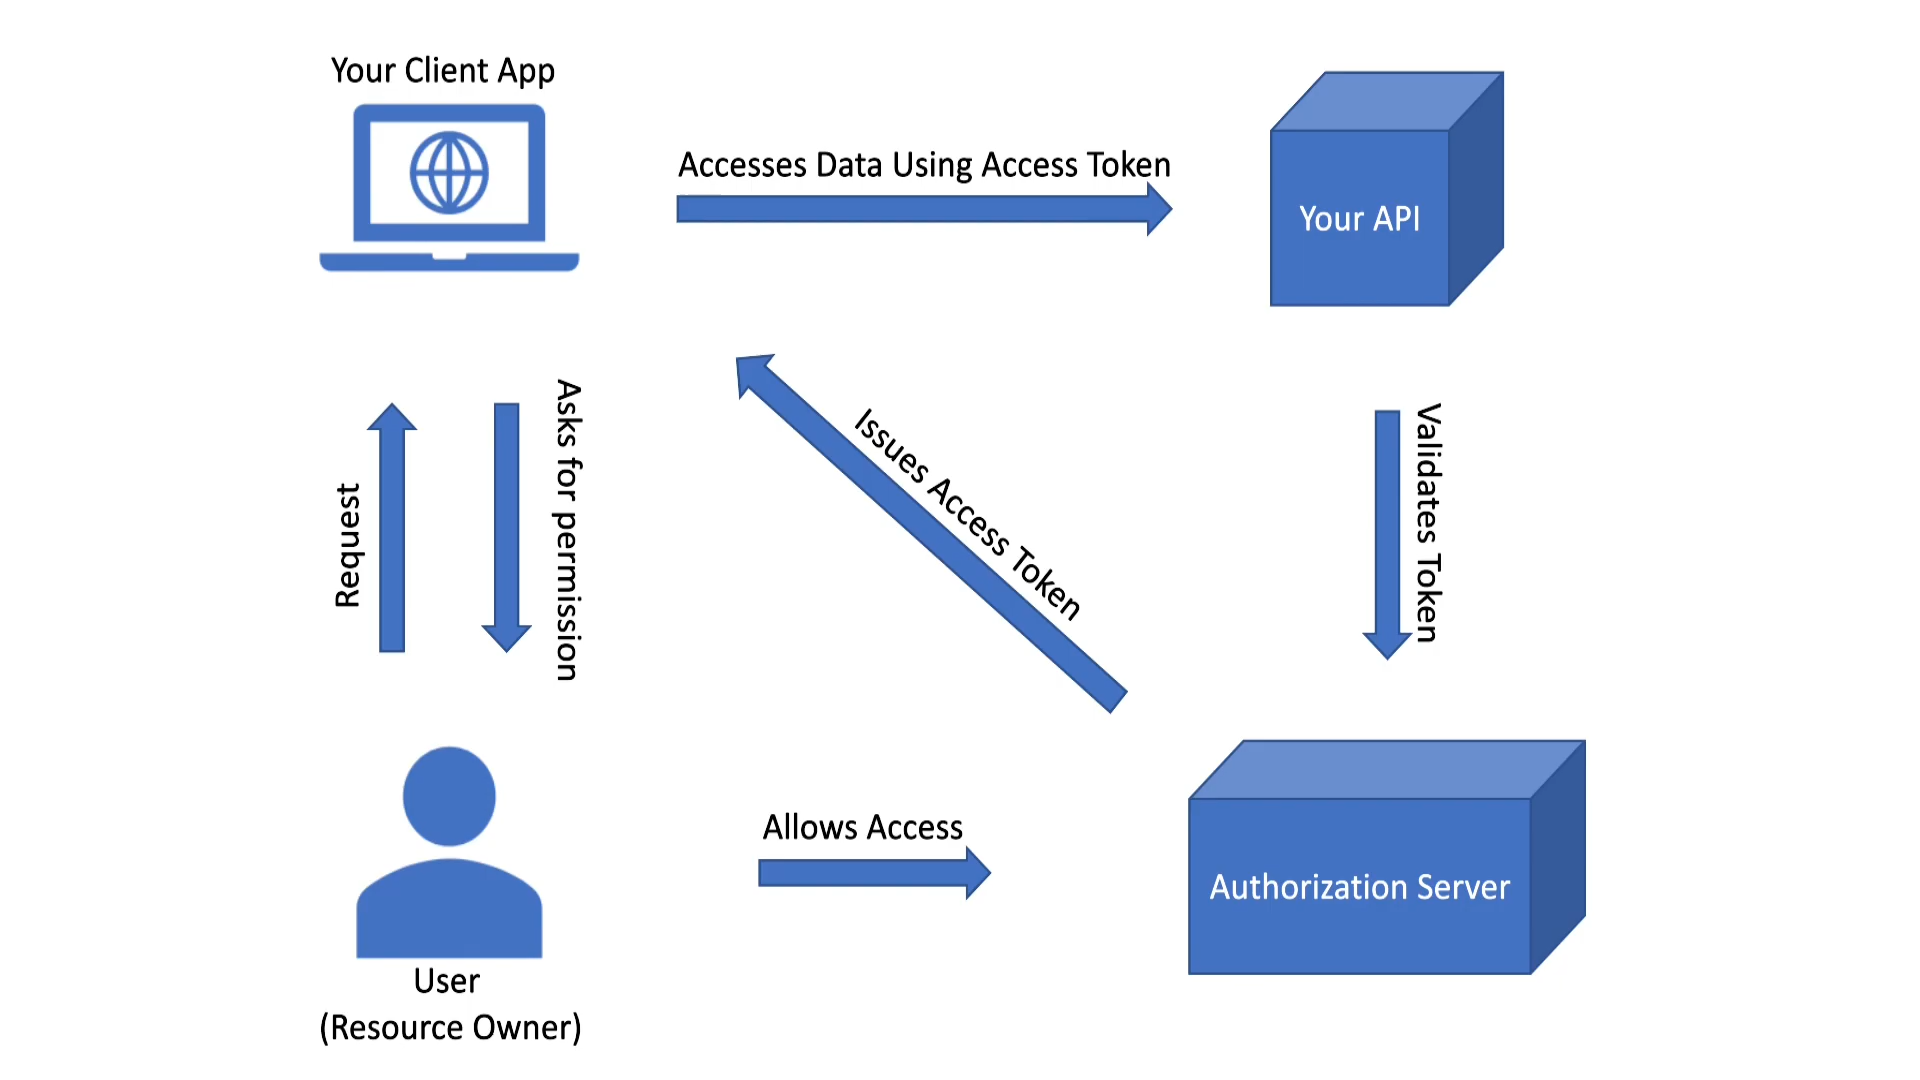 Your Client App
Accesses Data Using Access Token
Your API
Request
Asks for permission
Issues Access Token
Validates Token
Allows Access
Authorization Server
User
(Resource Owner)